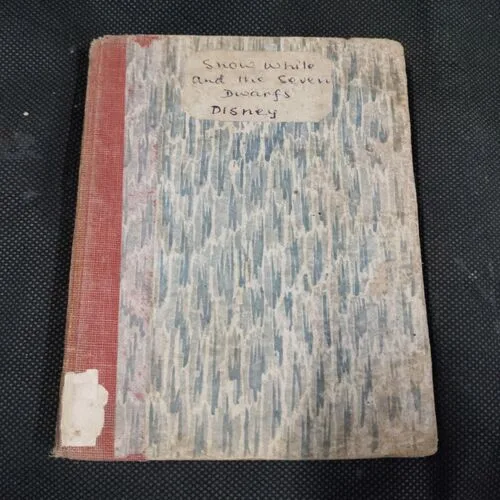 Snow White
and the Seven
Dwarfs
DISney